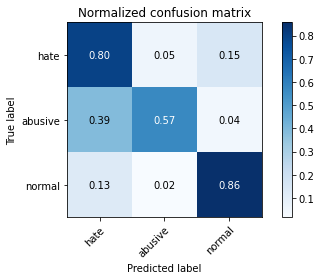 Normalized confusion matrix
hate 0.80 0.05 0.15
abusive 0.39 0.57 0.04
normal 0.13 0.02 0.86
hate abusive normal
True label
Predicted label
0.8
0.7
0.6
0.5
0.4
0.3
0.2
0.1